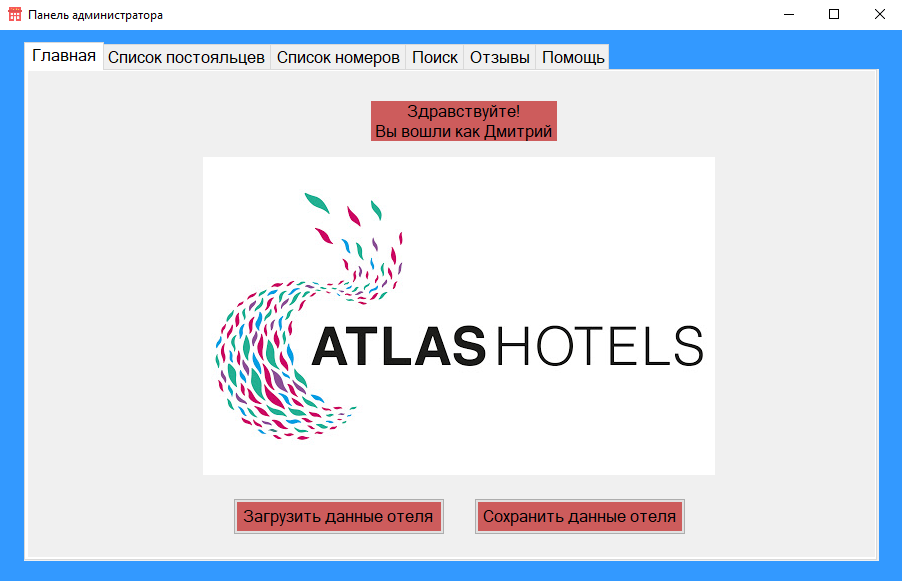 Панель администратора
Главная Список постояльцев Список номеров Поиск Отзывы Помощь
Здравствуйте!
Вы вошли как Дмитрий
ATLAS HOTELS
Загрузить данные отеля Сохранить данные отеля